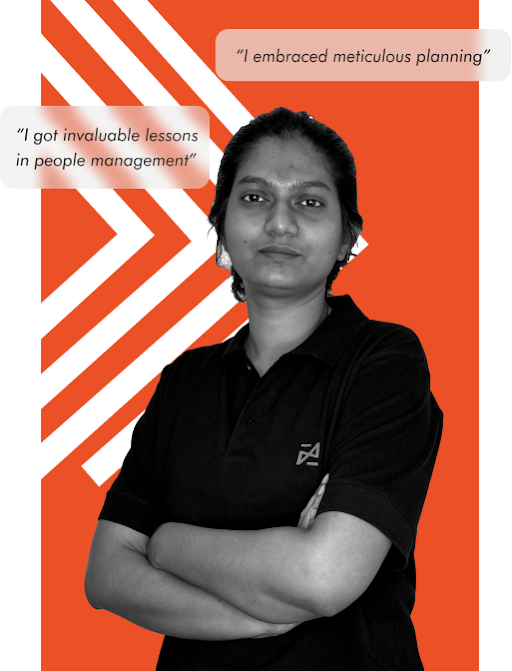 “I embraced meticulous planning”
“I got invaluable lessons
in people management”